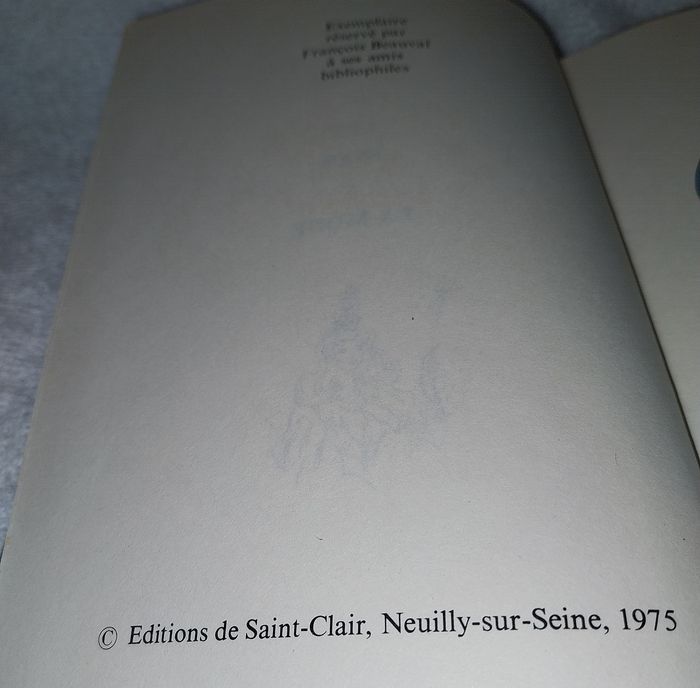 Exemplaire
réservé par
François Beauval
à ses amis
bibliophiles
© Editions de Saint-Clair, Neuilly-sur-Seine, 1975